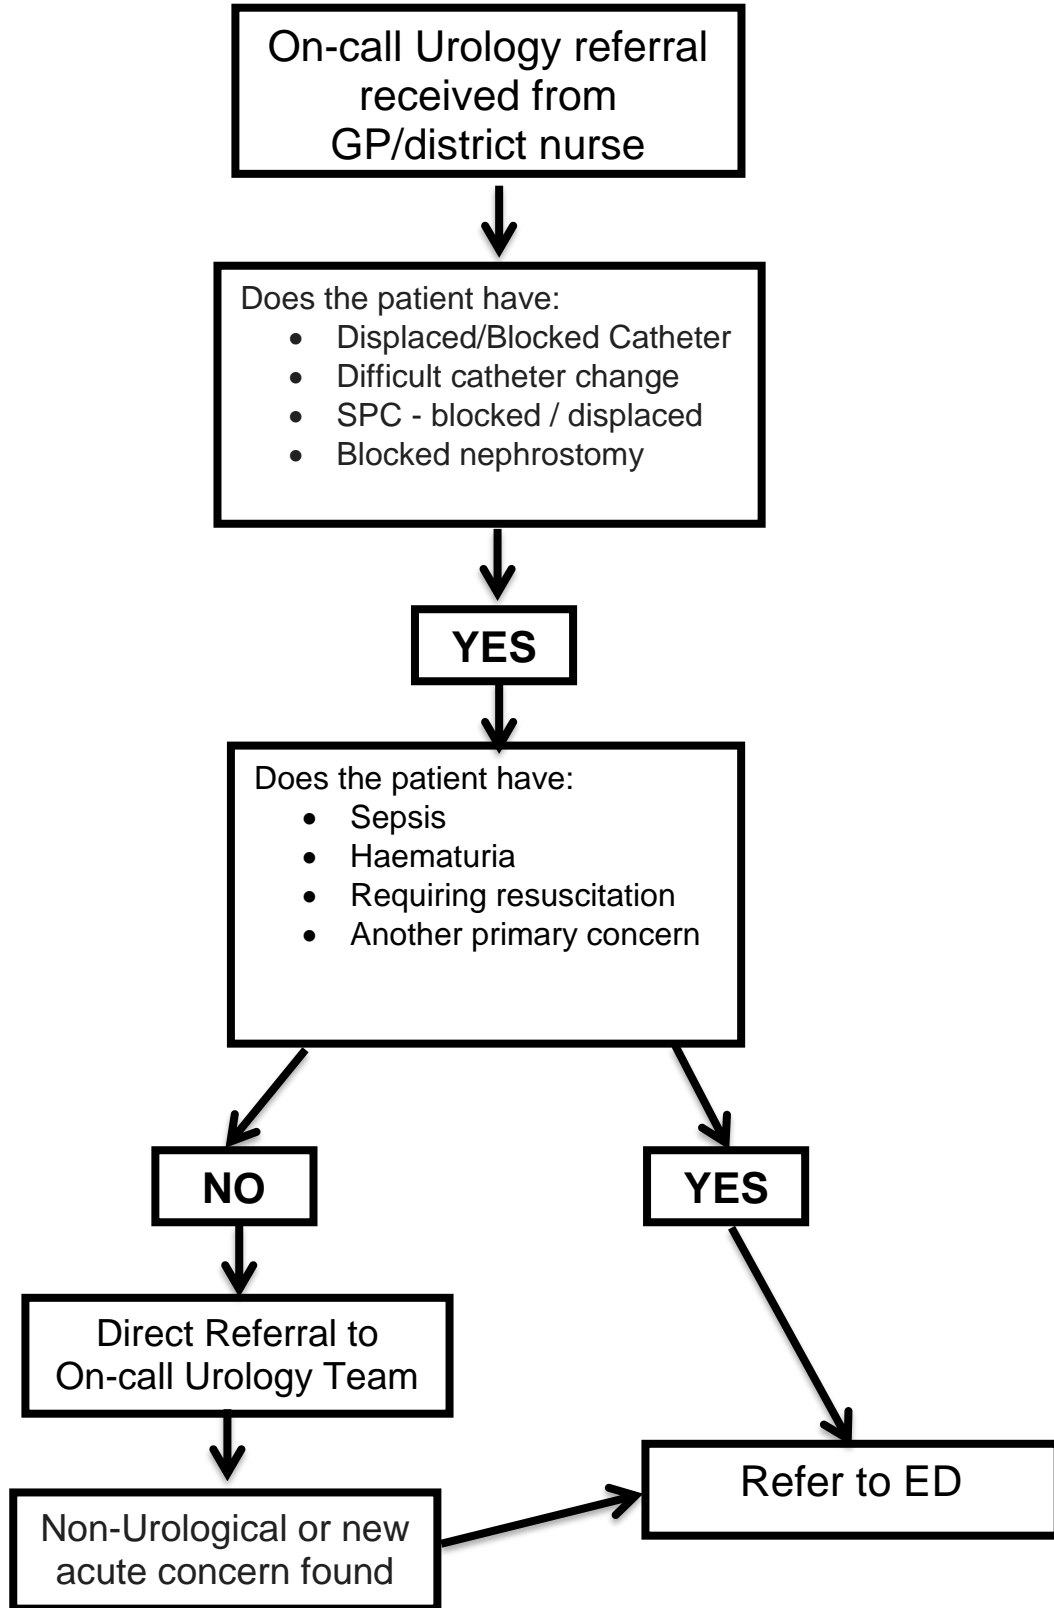 On-call Urology referral
received from
GP/district nurse
Does the patient have:
• Displaced/Blocked Catheter
• Difficult catheter change
• SPC - blocked / displaced
• Blocked nephrostomy
YES
Does the patient have:
• Sepsis
• Haematuria
• Requiring resuscitation
• Another primary concern
NO
YES
Direct Referral to
On-call Urology Team
Refer to ED
Non-Urological or new
acute concern found